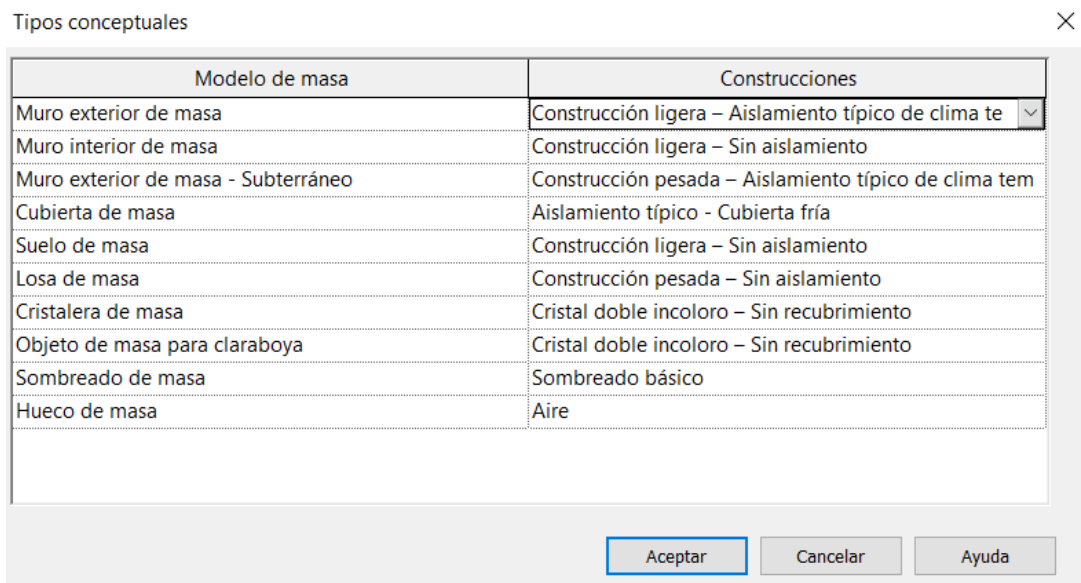 Tipos conceptuales
Modelo de masa Construcciones
Muro exterior de masa Construcción ligera – Aislamiento típico de clima te
Muro interior de masa Construcción ligera – Sin aislamiento
Muro exterior de masa - Subterráneo Construcción pesada – Aislamiento típico de clima tem
Cubierta de masa Aislamiento típico - Cubierta fría
Suelo de masa Construcción ligera – Sin aislamiento
Losa de masa Construcción pesada – Sin aislamiento
Cristalera de masa Cristal doble incoloro – Sin recubrimiento
Objeto de masa para claraboya Cristal doble incoloro – Sin recubrimiento
Sombreado de masa Sombreado básico
Hueco de masa Aire
Aceptar Cancelar Ayuda